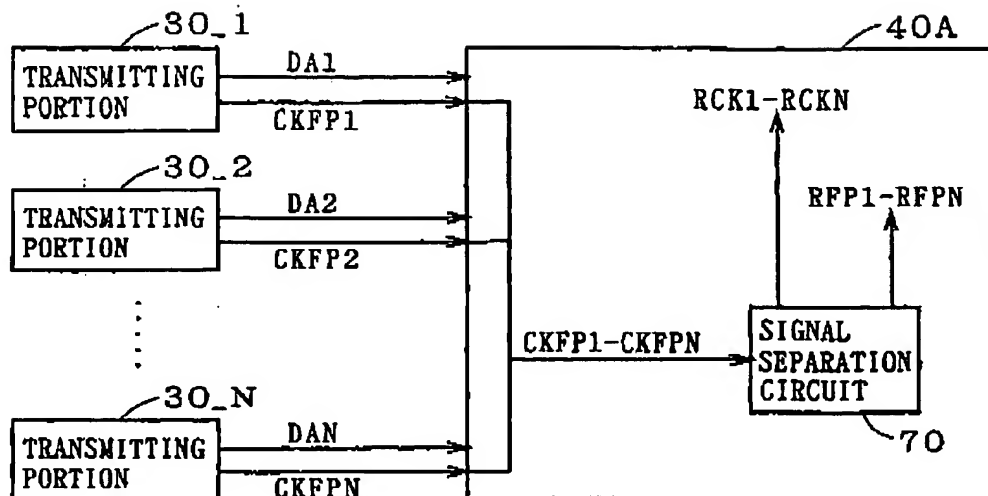 30_1
40A
TRANSMITTING
PORTION
DA1
CKFP1
RCK1-RCKN
30_2
RFP1-RFPN
TRANSMITTING
PORTION
DA2
CKFP2
CKFP1-CKFPN
SIGNAL
SEPARATION
CIRCUIT
30_N
70
TRANSMITTING
PORTION
DAN
CKFPN